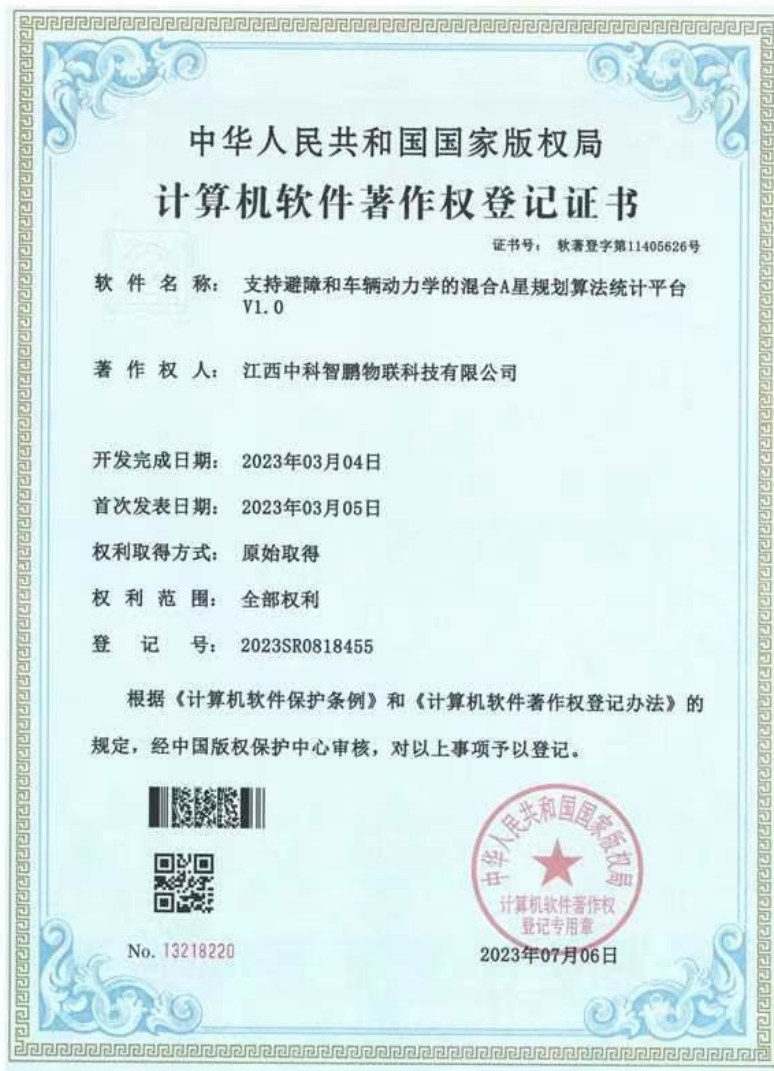 中华人民共和国国家版权局
计算机软件著作权登记证书
证书号： 软著登字第11405626号
软件名称： 支持避障和车辆动力学的混合A星规划算法统计平台
V1.0
著作权人： 江西中科智鹏物联科技有限公司
开发完成日期： 2023年03月04日
首次发表日期： 2023年03月05日
权利取得方式： 原始取得
权利范围： 全部权利
登记号： 2023SR0818455
根据《计算机软件保护条例》和《计算机软件著作权登记办法》的
规定，经中国版权保护中心审核，对以上事项予以登记。
中华人民共和国国家版权局
计算机软件著作权
登记专用章
No. 13218220
2023年07月06日